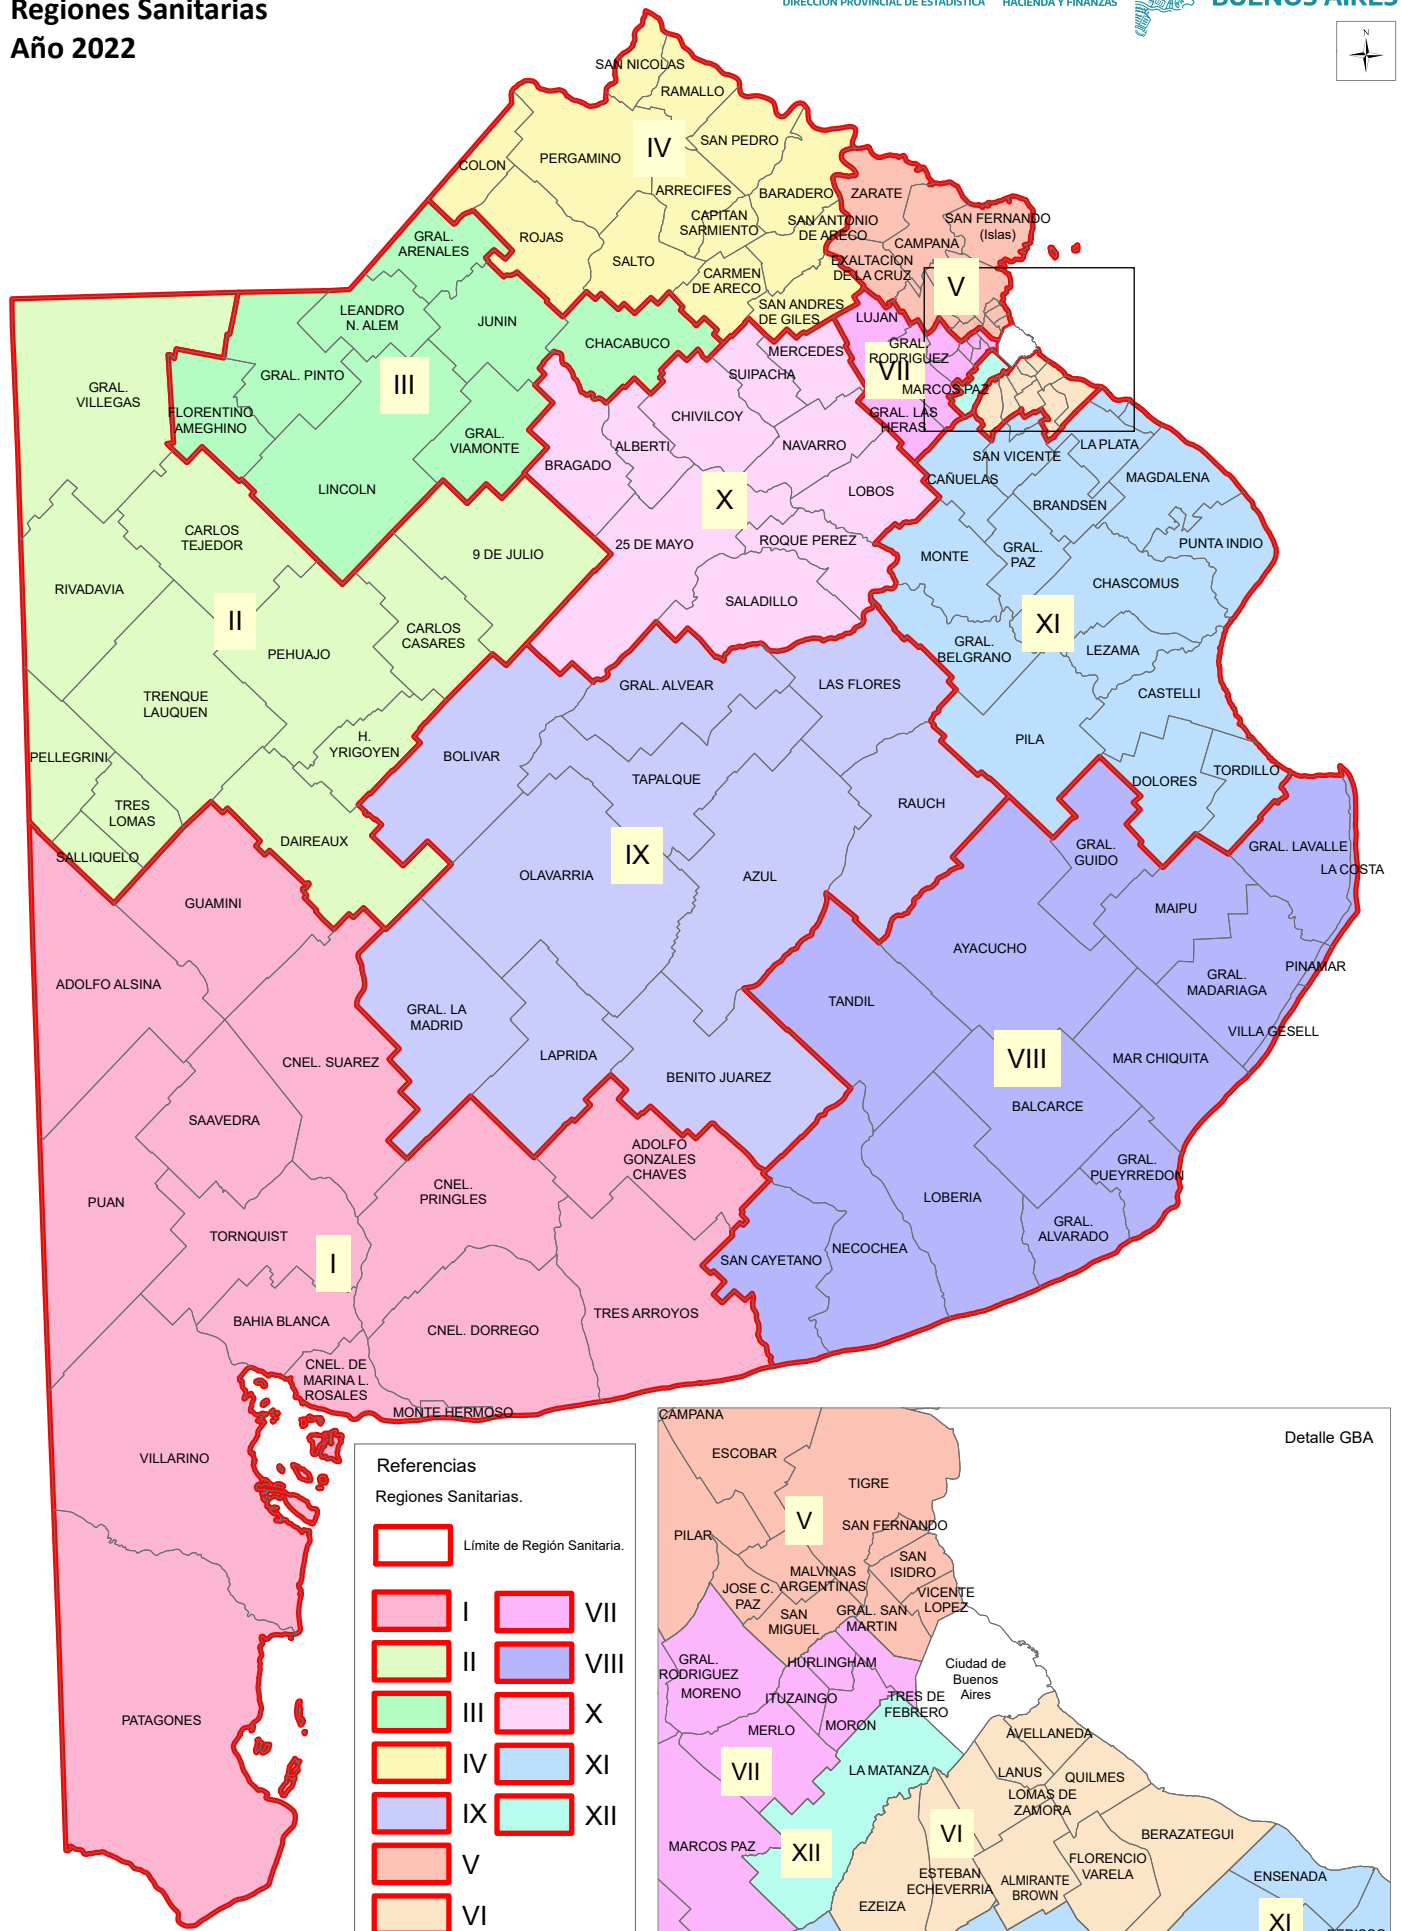 Regiones Sanitarias
Año 2022
DIRECCIÓN PROVINCIAL DE ESTADÍSTICA
HACIENDA Y FINANZAS
BUENOS AIRES
N
SAN NICOLAS
RAMALLO
IV
SAN PEDRO
COLON
PERGAMINO
ARRECIFES
BARADERO
ZARATE
CAPITAN
SARMIENTO
SAN ANTONIO
DE ARECO
SAN FERNANDO
(Islas)
ROJAS
CAMPANA
GRAL.
ARENALES
SALTO
EXALTACION
DE LA CRUZ
CARMEN
DE ARECO
V
SAN ANDRES
DE GILES
LEANDRO
N. ALEM
JUNIN
LUJAN
CHACABUCO
GRAL.
RODRIGUEZ
MERCEDES
VII
SUIPACHA
GRAL. PINTO
III
GRAL.
VILLEGAS
MARCOS PAZ
FLORENTINO
AMEGHINO
CHIVILCOY
GRAL. LAS
HERAS
GRAL.
VIAMONTE
ALBERTI
NAVARRO
LA PLATA
SAN VICENTE
BRAGADO
CAÑUELAS
MAGDALENA
LINCOLN
X
LOBOS
BRANDSEN
CARLOS
TEJEDOR
9 DE JULIO
25 DE MAYO
ROQUE PEREZ
MONTE
GRAL.
PAZ
PUNTA INDIO
RIVADAVIA
CHASCOMUS
SALADILLO
II
XI
CARLOS
CASARES
PEHUAJO
GRAL.
BELGRANO
LEZAMA
GRAL. ALVEAR
LAS FLORES
CASTELLI
TRENQUE
LAUQUEN
H.
YRIGOYEN
PELLEGRINI
BOLIVAR
PILA
TAPALQUE
DOLORES
TORDILLO
TRES
LOMAS
RAUCH
DAIREAUX
SALLIQUELO
IX
GRAL.
GUIDO
GRAL. LAVALLE
OLAVARRIA
AZUL
LA COSTA
GUAMINI
MAIPU
AYACUCHO
ADOLFO ALSINA
PINAMAR
GRAL.
MADARIAGA
TANDIL
GRAL. LA
MADRID
VILLA GESELL
CNEL. SUAREZ
LAPRIDA
VIII
MAR CHIQUITA
BENITO JUAREZ
BALCARCE
SAAVEDRA
ADOLFO
GONZALES
CHAVES
GRAL.
PUEYRREDON
CNEL.
PRINGLES
PUAN
LOBERIA
GRAL.
ALVARADO
TORNQUIST
NECOCHEA
I
SAN CAYETANO
TRES ARROYOS
BAHIA BLANCA
CNEL. DORREGO
CNEL. DE
MARINA L.
ROSALES
MONTE HERMOSO
VILLARINO
PATAGONES
Referencias
Regiones Sanitarias.
Límite de Región Sanitaria.
I
VII
II
VIII
III
X
IV
XI
IX
XII
V
VI
Detalle GBA
CAMPANA
ESCOBAR
TIGRE
V
SAN FERNANDO
PILAR
SAN
ISIDRO
MALVINAS
ARGENTINAS
JOSE C.
PAZ
VICENTE
LOPEZ
SAN
MIGUEL
GRAL. SAN
MARTIN
GRAL.
RODRIGUEZ
HURLINGHAM
Ciudad de
Buenos
Aires
MORENO
ITUZAINGO
TRES DE
FEBRERO
MERLO
MORON
AVELLANEDA
VII
LA MATANZA
LANUS
QUILMES
LOMAS DE
ZAMORA
VI
BERAZATEGUI
MARCOS PAZ
XII
FLORENCIO
VARELA
ESTEBAN
ECHEVERRIA
ALMIRANTE
BROWN
ENSENADA
EZEIZA
XI